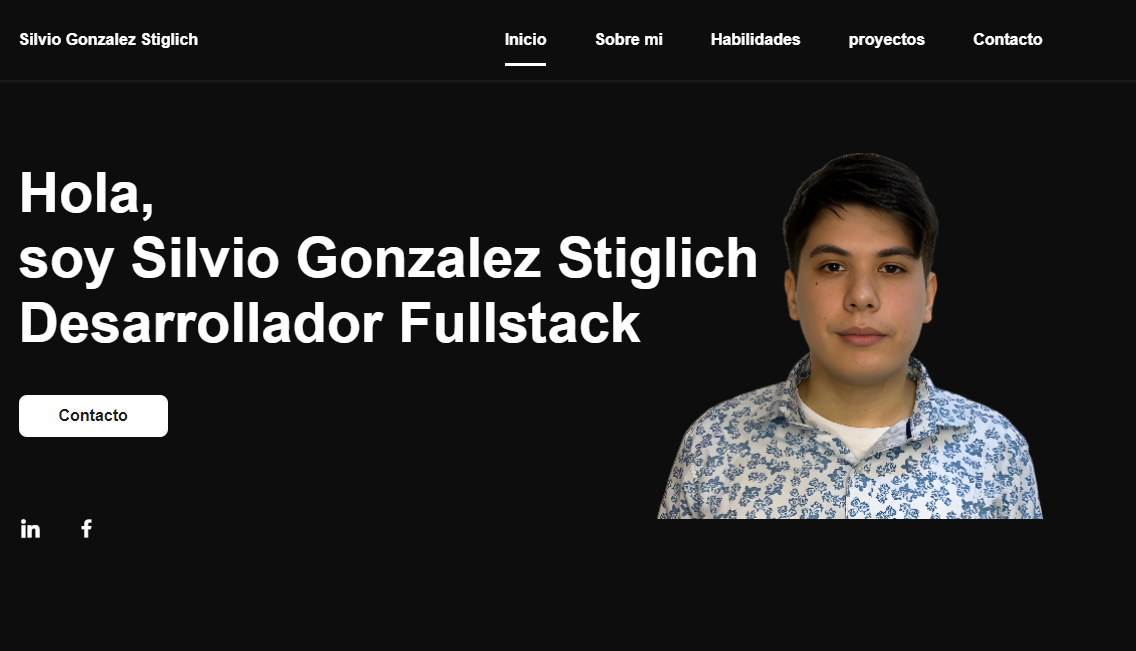 Silvio Gonzalez Stiglich
Inicio Sobre mi Habilidades proyectos Contacto
Hola,
soy Silvio Gonzalez Stiglich
Desarrollador Fullstack
Contacto
in f